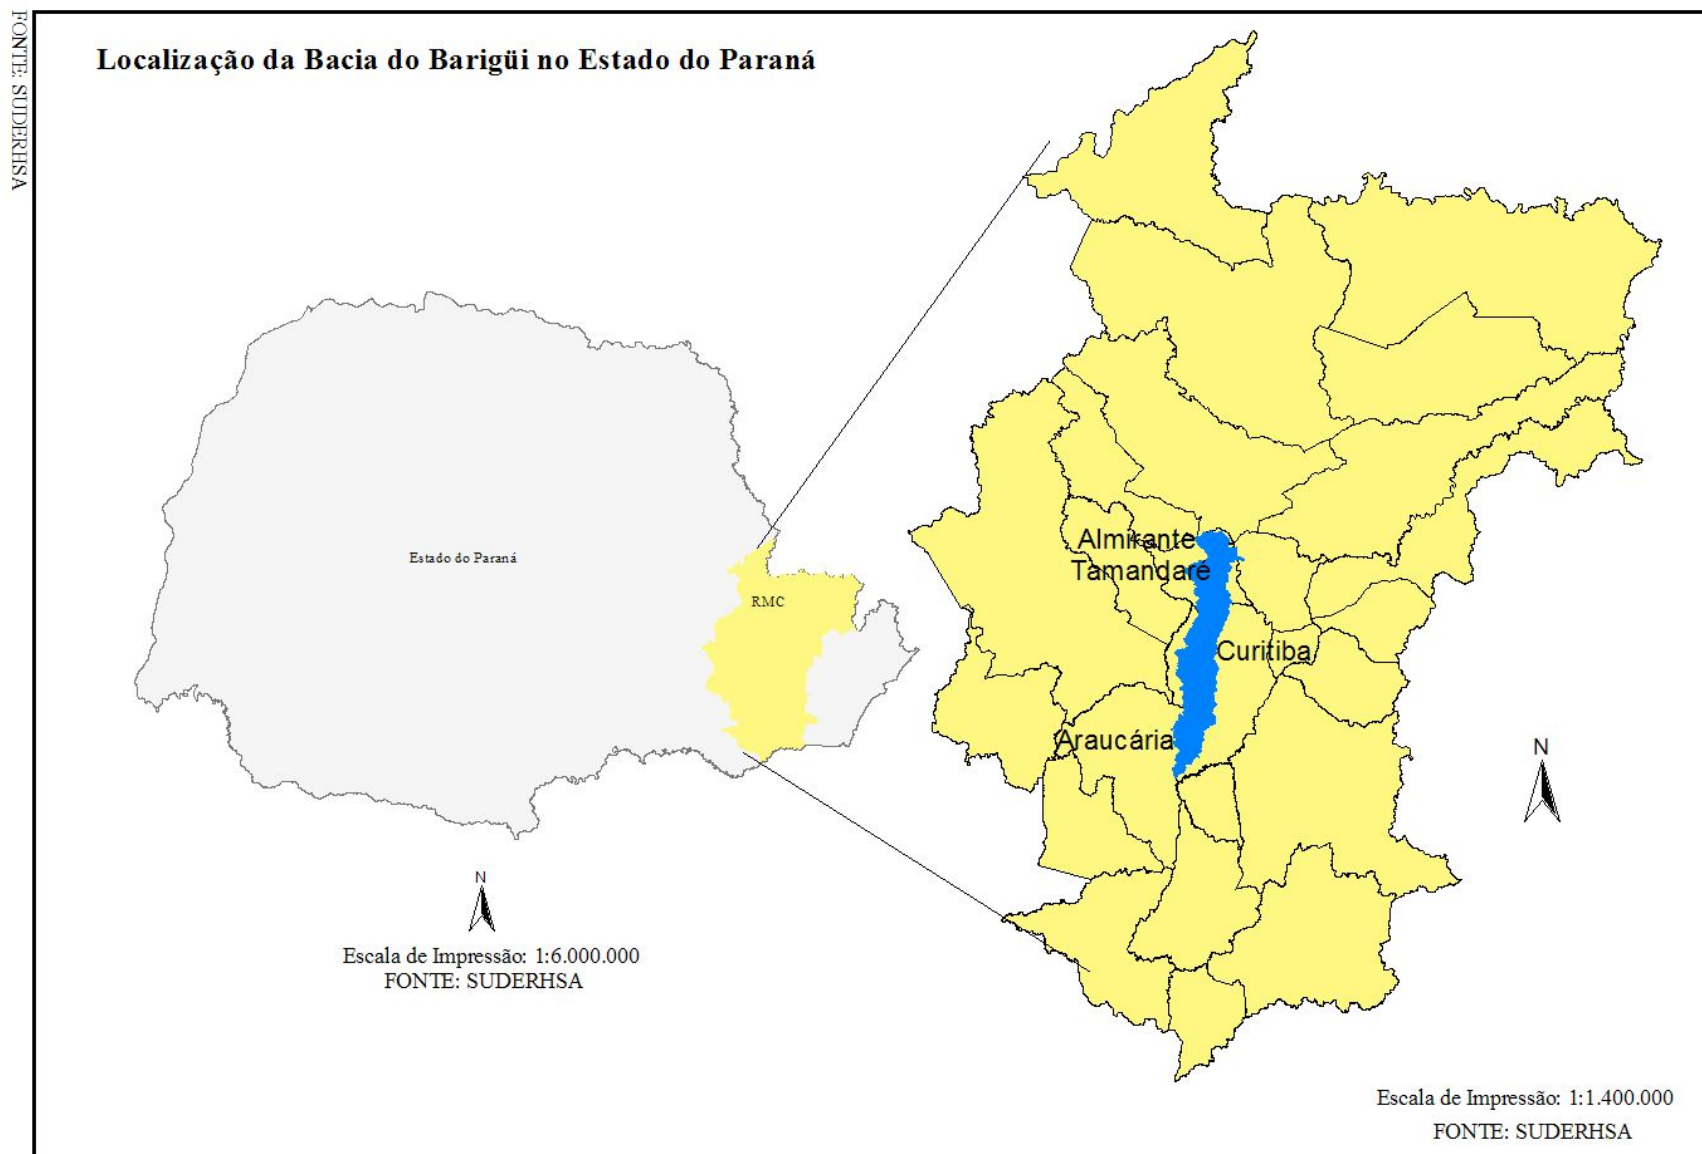 FONTE: SUDERHSA
Localização da Bacia do Barigüi no Estado do Paraná
Estado do Paraná
RMC
Almirante
Tamandaré
Curitiba
Araucária
N
N
Escala de Impressão: 1:6.000.000
FONTE: SUDERHSA
Escala de Impressão: 1:1.400.000
FONTE: SUDERHSA